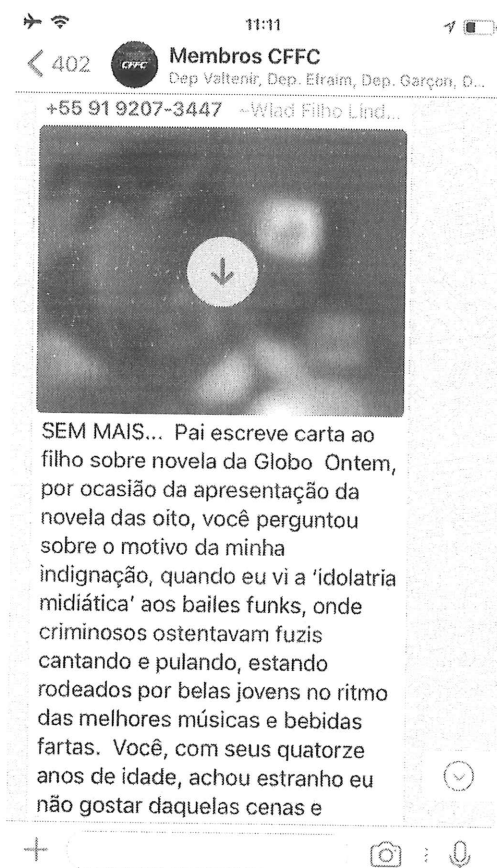 11:11
402
CFFC
Membros CFFC
Dep Valtenir, Dep. Efraim, Dep. Garçon, D...
+55 91 9207-3447 ~Wlad Filho Lind...
SEM MAIS... Pai escreve carta ao
filho sobre novela da Globo Ontem,
por ocasião da apresentação da
novela das oito, você perguntou
sobre o motivo da minha
indignação, quando eu vi a ‘idolatria
midiática’ aos bailes funks, onde
criminosos ostentavam fuzis
cantando e pulando, estando
rodeados por belas jovens no ritmo
das melhores músicas e bebidas
fartas. Você, com seus quatorze
anos de idade, achou estranho eu
não gostar daquelas cenas e